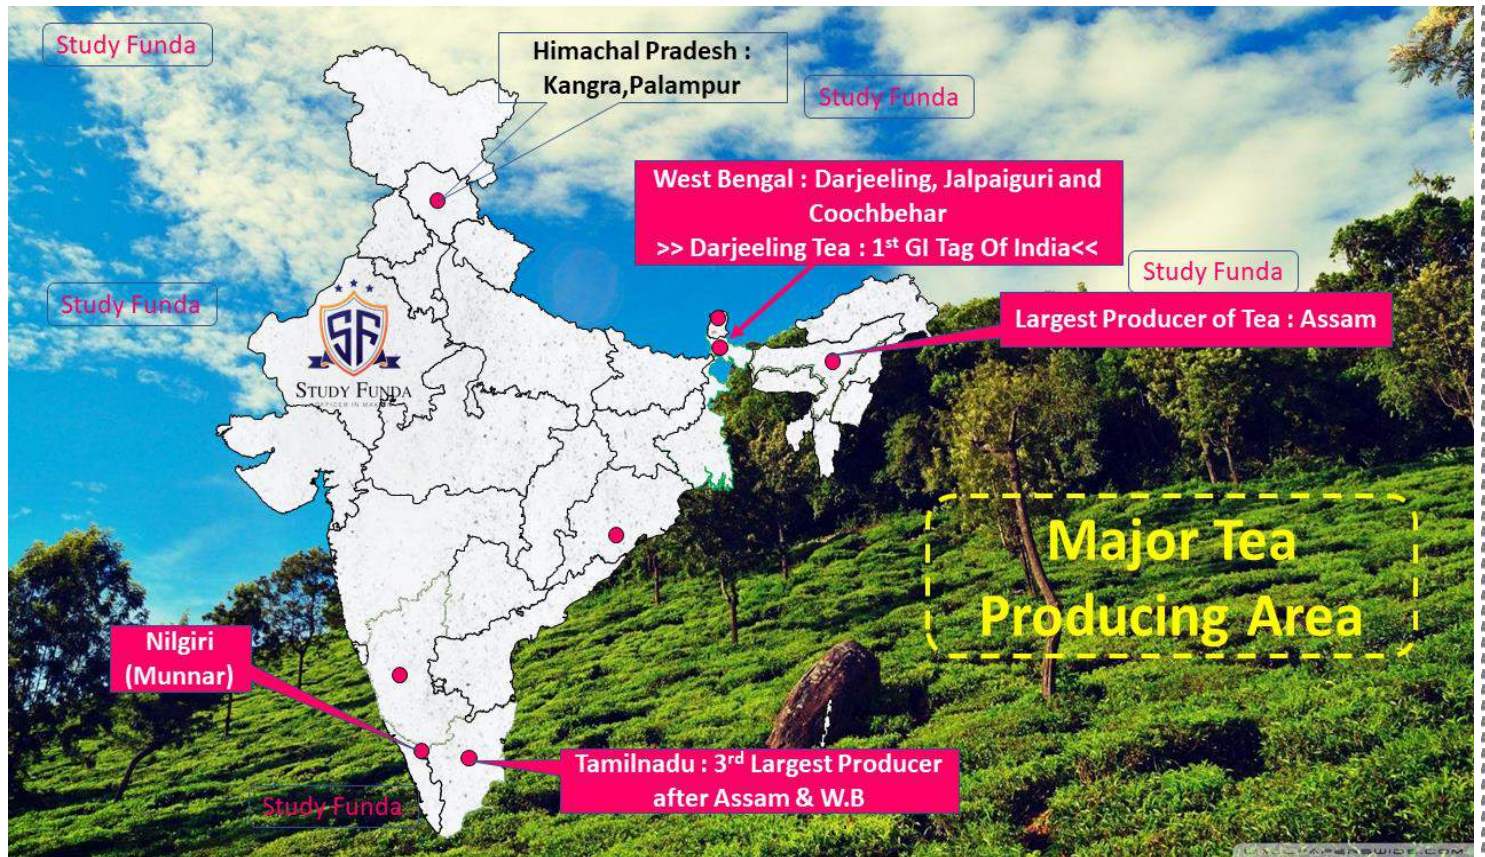 Study Funda
Himachal Pradesh :
Kangra,Palampur
Study Funda
West Bengal : Darjeeling, Jalpaiguri and
Coochbehar
>> Darjeeling Tea : 1st GI Tag Of India<<
Study Funda
Study Funda
Largest Producer of Tea : Assam
SF
STUDY FUNDA
Major Tea
Producing Area
Nilgiri
(Munnar)
Tamilnadu : 3rd Largest Producer
after Assam & W.B
Study Funda